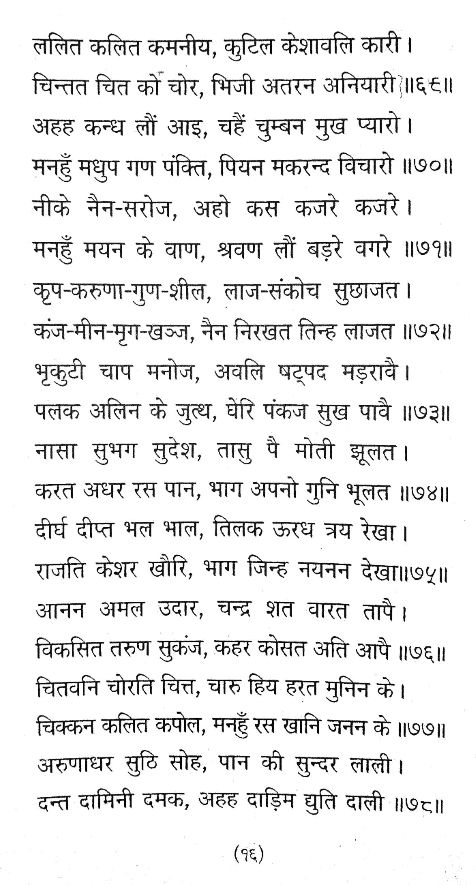 ललित कलित कमनीय, कुटिल केशावलि कारी।
चिन्तत चित को चोर, भिजी अतरन अनियारी॥६९॥
अहह कन्ध लौं आइ, चहैं चुम्बन मुख प्यारो।
मनहुँ मधुप गण पंक्ति, पियन मकरन्द विचारो॥७०॥
नीके नैन-सरोज, अहो कस कजरे कजरे।
मनहुँ मयन के वाण, श्रवण लौं बड़रे वगरे॥७१॥
कृप-करुणा-गुण-शील, लाज-संकोच सुछाजत।
कंज-मीन-मृग-खञ्ज, नैन निरखत तिन्ह लाजत॥७२॥
भृकुटी चाप मनोज, अवलि षट्पद मड़रावै।
पलक अलिन के जुत्थ, घेरि पंकज सुख पावै॥७३॥
नासा सुभग सुदेश, तासु पै मोती झूलत।
करत अधर रस पान, भाग अपनो गुनि भूलत॥७४॥
दीर्घ दीप्त भल भाल, तिलक ऊरध त्रय रेखा।
राजति केशर खौरि, भाग जिन्ह नयनन देखा॥७५॥
आनन अमल उदार, चन्द्र शत वारत तापै।
विकसित तरुण सुकंज, कहर कोसत अति आपै॥७६॥
चितवनि चोरति चित्त, चारु हिय हरत मुनिन के।
चिक्कन कलित कपोल, मनहुँ रस खानि जनन के॥७७॥
अरुणाधर सुठि सोह, पान की सुन्दर लाली।
दन्त दामिनी दमक, अहह दाड़िम द्युति दाली॥७८॥
(१६)